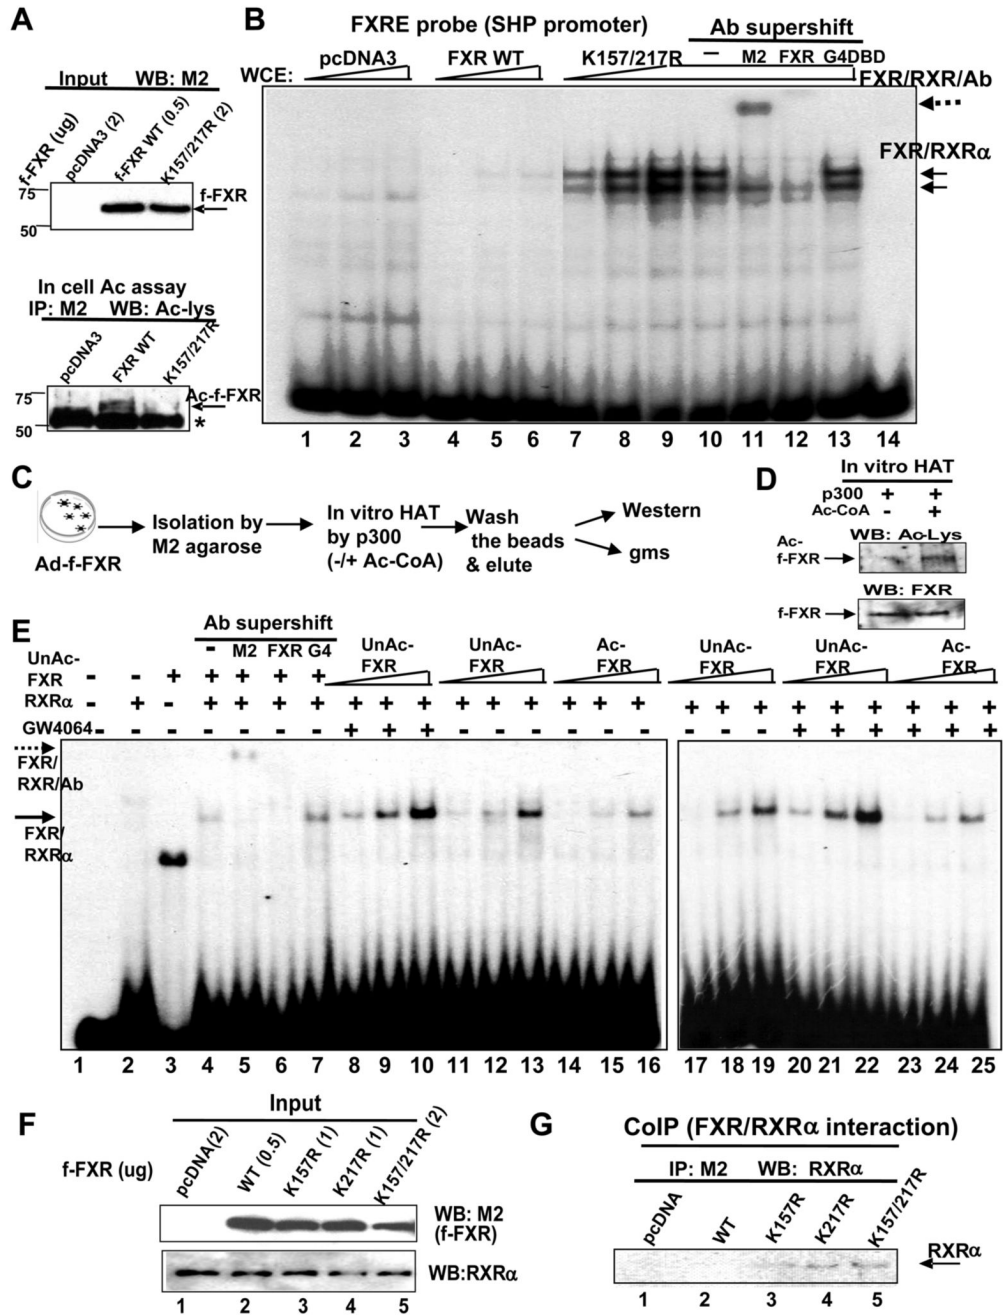 A
Input WB: M2
f-FXR (ug)
pcDNA3 (2)
f-FXR WT (0.5)
K157/217R (2)
75
50
f-FXR
In cell Ac assay
IP: M2 WB: Ac-lys
pcDNA3
FXR WT
K157/217R
75
50
Ac-f-FXR
*
B
FXRE probe (SHP promoter)
Ab supershift
WCE: pcDNA3 FXR WT K157/217R – M2 FXR G4DBD
FXR/RXR/Ab
FXR/RXRα
1 2 3 4 5 6 7 8 9 10 11 12 13 14
C
Ad-f-FXR
Isolation by
M2 agarose
In vitro HAT
by p300
(-/+ Ac-CoA)
Wash
the beads
& elute
Western
gms
D
In vitro HAT
p300 + +
Ac-CoA - +
WB: Ac-Lys
Ac-
f-FXR
WB: FXR
f-FXR
E
Ab supershift
- M2 FXR G4
UnAc-
FXR
UnAc-
FXR
Ac-
FXR
UnAc-
FXR
UnAc-
FXR
Ac-
FXR
UnAc-
FXR - - + + + + +
RXRα - + - + + + + + + + + + + + + + + + + + + + + + +
GW4064 - - - - - - - + + + - - - - - - - - - + + + + + +
FXR/
RXR/Ab
FXR/
RXRα
1 2 3 4 5 6 7 8 9 10 11 12 13 14 15 16 17 18 19 20 21 22 23 24 25
F
Input
f-FXR (ug)
pcDNA(2)
WT (0.5)
K157R (1)
K217R (1)
K157/217R (2)
WB: M2
(f-FXR)
WB:RXRα
1 2 3 4 5
G
CoIP (FXR/RXRα interaction)
IP: M2 WB: RXRα
pcDNA
WT
K157R
K217R
K157/217R
RXRα
1 2 3 4 5